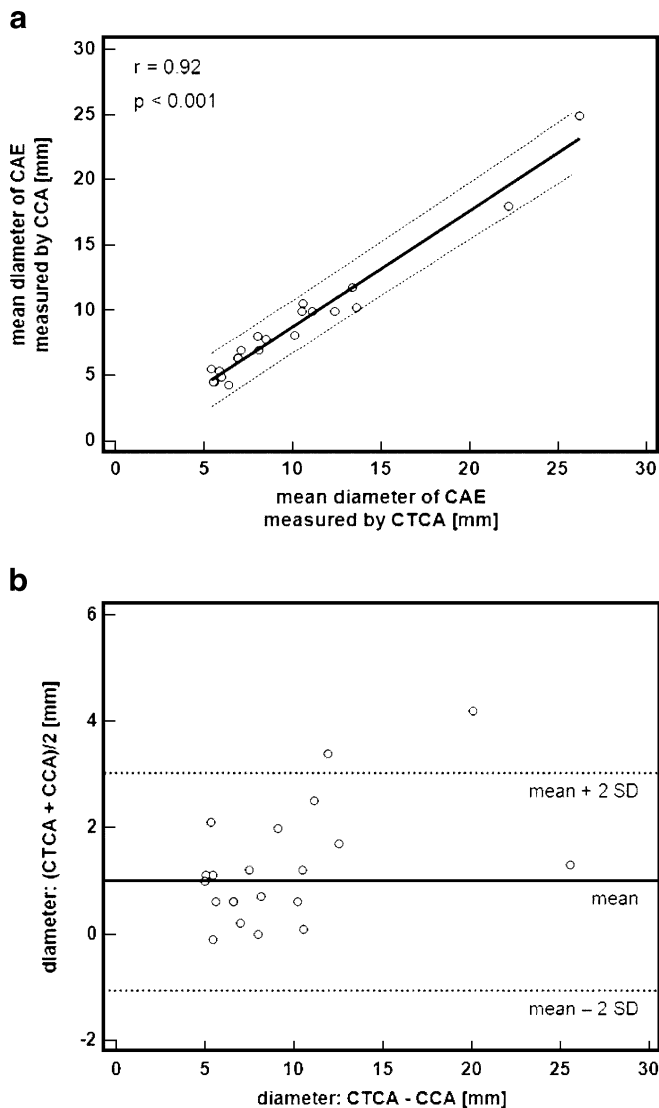 a
30
25
20
15
10
5
0
r = 0.92
p < 0.001
mean diameter of CAE
measured by CCA [mm]
0 5 10 15 20 25 30
mean diameter of CAE
measured by CTCA [mm]
b
6
4
2
0
-2
diameter: (CTCA + CCA)/2 [mm]
mean + 2 SD
mean
mean – 2 SD
0 5 10 15 20 25 30
diameter: CTCA - CCA [mm]